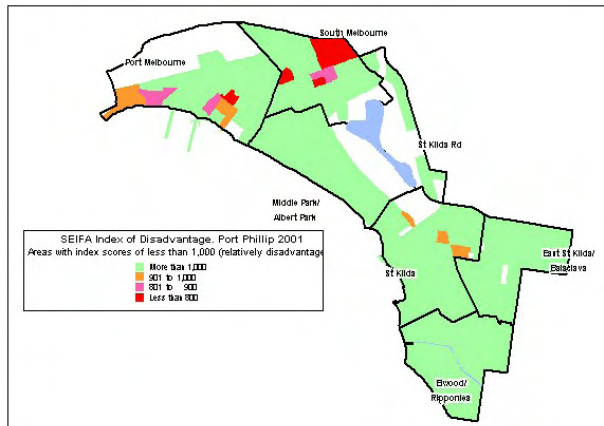 South Melbourne
Port Melbourne
St Kilda Rd
Middle Park/
Albert Park
SEIFA Index of Disadvantage. Port Phillip 2001
Areas with index scores of less than 1,000 (relatively disadvantage
More than 1,000
901 to 1,000
801 to 900
Less than 800
East St Kilda/
Balaclava
St Kilda
Elwood/
Ripponlea